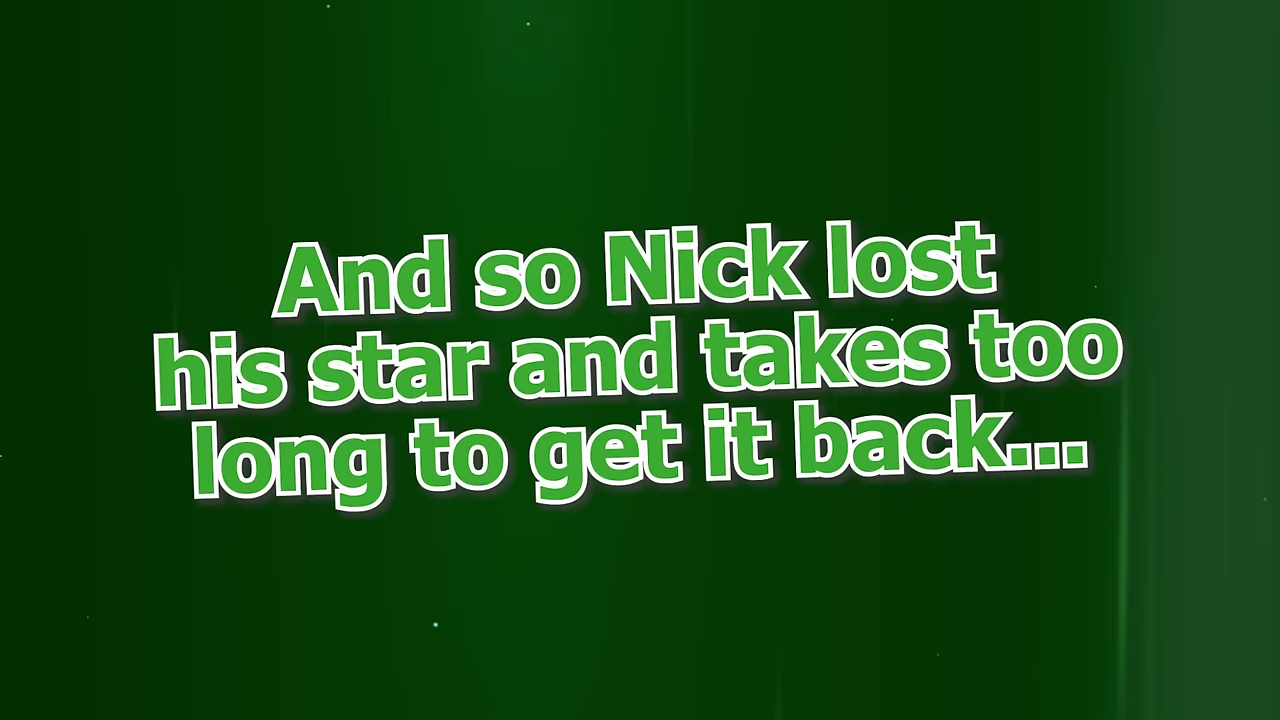 And so Nick lost
his star and takes too
long to get it back...